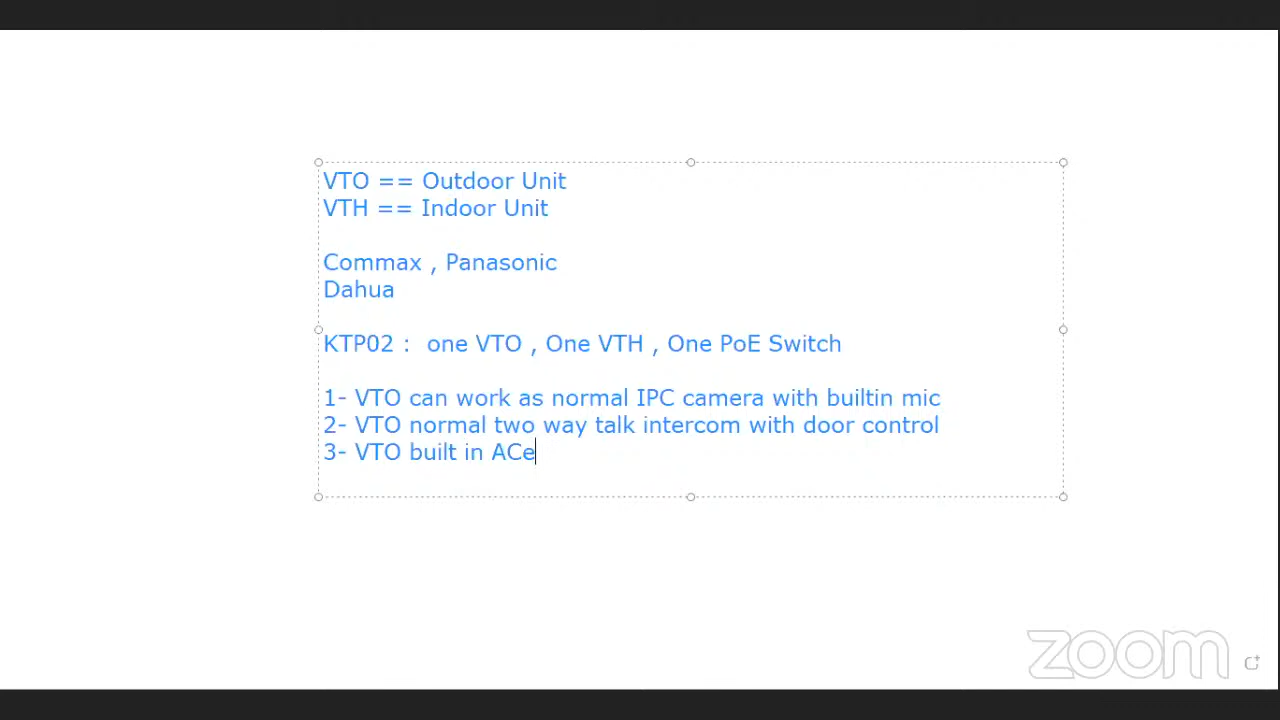 VTO == Outdoor Unit
VTH == Indoor Unit
Commax , Panasonic
Dahua
KTP02 :  one VTO , One VTH , One PoE Switch
1- VTO can work as normal IPC camera with builtin mic
2- VTO normal two way talk intercom with door control
3- VTO built in ACe
zoom